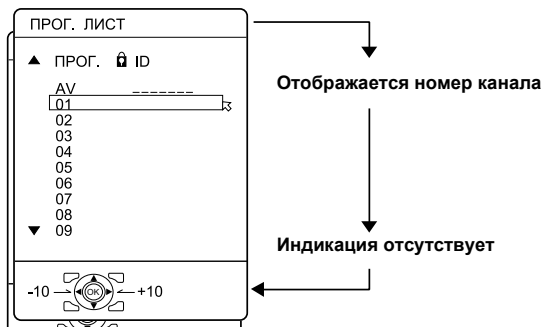 ПРОГ. ЛИСТ
ПРОГ. ID
AV _______
01
02
03
04
05
06
07
08
09
-10 OK +10
Отображается номер канала
Индикация отсутствует